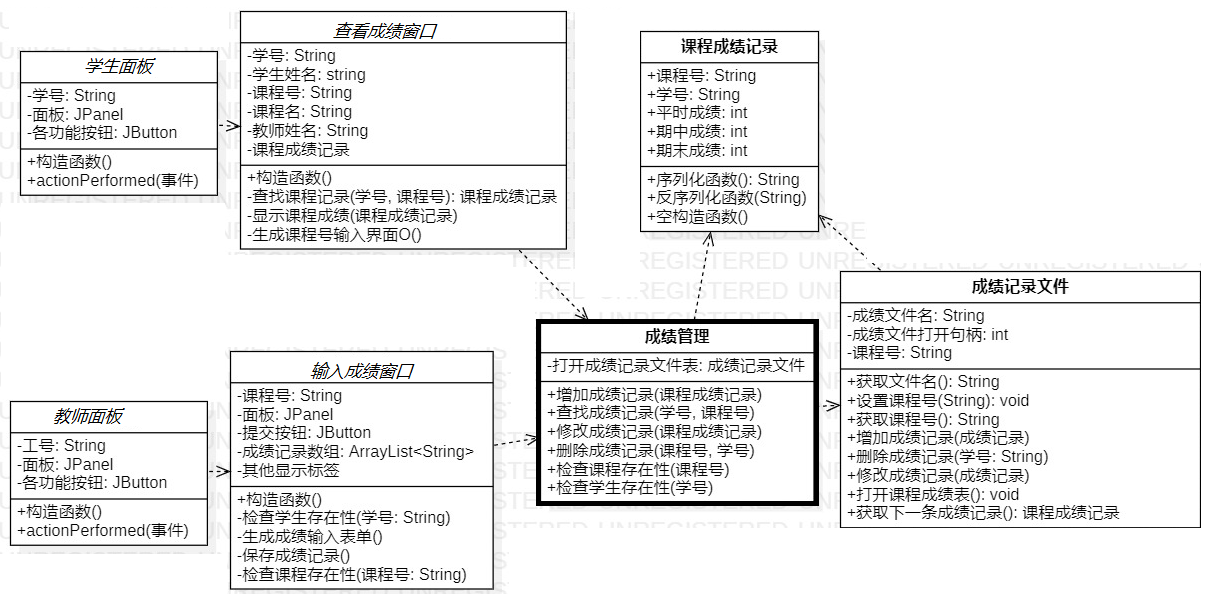 学生面板
-学号: String
-面板: JPanel
-各功能按钮: JButton
+构造函数()
+actionPerformed(事件)
查看成绩窗口
-学号: String
-学生姓名: string
-课程号: String
-课程名: String
-教师姓名: String
-课程成绩记录
+构造函数()
-查找课程记录(学号, 课程号): 课程成绩记录
-显示课程成绩(课程成绩记录)
-生成课程号输入界面O()
课程成绩记录
+课程号: String
+学号: String
+平时成绩: int
+期中成绩: int
+期末成绩: int
+序列化函数(): String
+反序列化函数(String)
+空构造函数()
成绩记录文件
-成绩文件名: String
-成绩文件打开句柄: int
-课程号: String
+获取文件名(): String
+设置课程号(String): void
+获取课程号(): String
+增加成绩记录(成绩记录)
+删除成绩记录(学号: String)
+修改成绩记录(成绩记录)
+打开课程成绩表(): void
+获取下一条成绩记录(): 课程成绩记录
成绩管理
-打开成绩记录文件表: 成绩记录文件
+增加成绩记录(课程成绩记录)
+查找成绩记录(学号, 课程号)
+修改成绩记录(课程成绩记录)
+删除成绩记录(课程号, 学号)
+检查课程存在性(课程号)
+检查学生存在性(学号)
输入成绩窗口
-课程号: String
-面板: JPanel
-提交按钮: JButton
-成绩记录数组: ArrayList<String>
-其他显示标签
+构造函数()
-检查学生存在性(学号: String)
-生成成绩输入表单()
-保存成绩记录()
-检查课程存在性(课程号: String)
教师面板
-工号: String
-面板: JPanel
-各功能按钮: JButton
+构造函数()
+actionPerformed(事件)